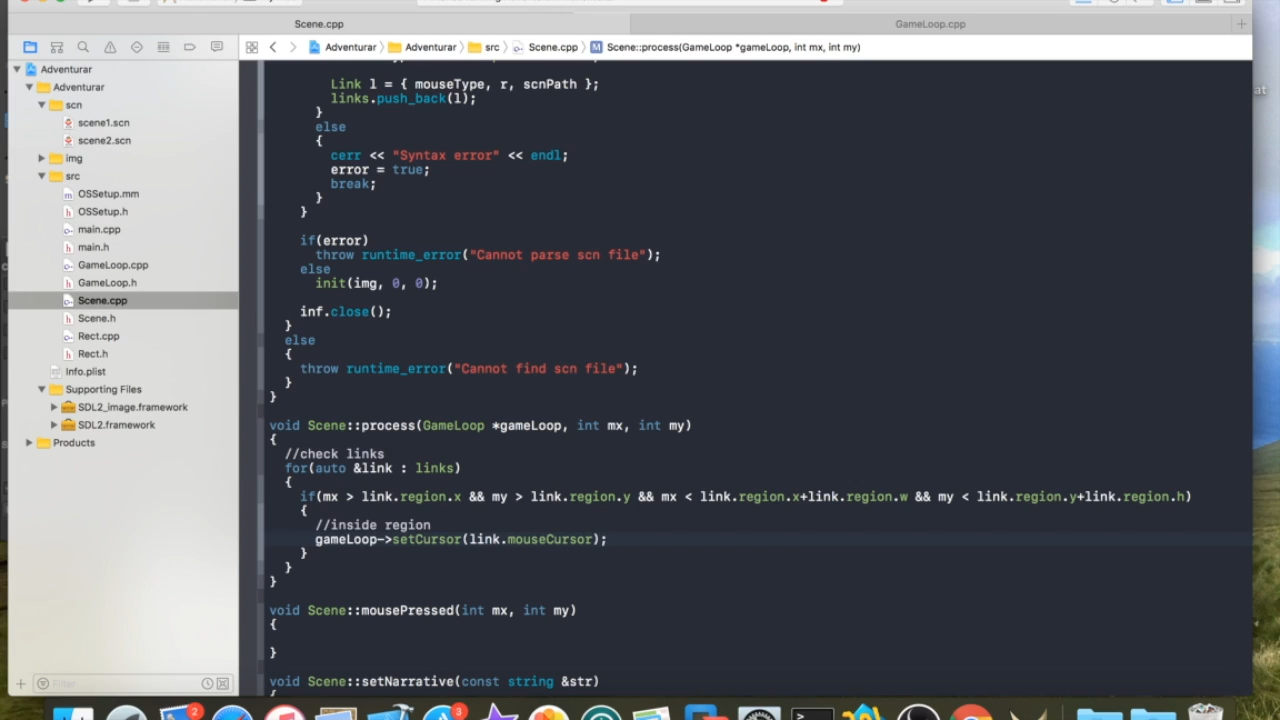 Scene.cpp
GameLoop.cpp
Adventurar
Adventurar
src
Scene.cpp
M
Scene::process(GameLoop *gameLoop, int mx, int my)
Adventurar
Adventurar
scn
scene1.scn
scene2.scn
img
src
OSSetup.mm
OSSetup.h
main.cpp
main.h
GameLoop.cpp
GameLoop.h
Scene.cpp
Scene.h
Rect.cpp
Rect.h
Info.plist
Supporting Files
SDL2_image.framework
SDL2.framework
Products
Filter
Link l = { mouseType, r, scnPath };
links.push_back(l);
}
else
{
cerr << "Syntax error" << endl;
error = true;
break;
}
}
if(error)
throw runtime_error("Cannot parse scn file");
else
init(img, 0, 0);
inf.close();
}
else
{
throw runtime_error("Cannot find scn file");
}
}
void Scene::process(GameLoop *gameLoop, int mx, int my)
{
//check links
for(auto &link : links)
{
if(mx > link.region.x && my > link.region.y && mx < link.region.x+link.region.w && my < link.region.y+link.region.h)
{
//inside region
gameLoop->setCursor(link.mouseCursor);
}
}
}
void Scene::mousePressed(int mx, int my)
{
}
void Scene::setNarrative(const string &str)
{
at
2
3